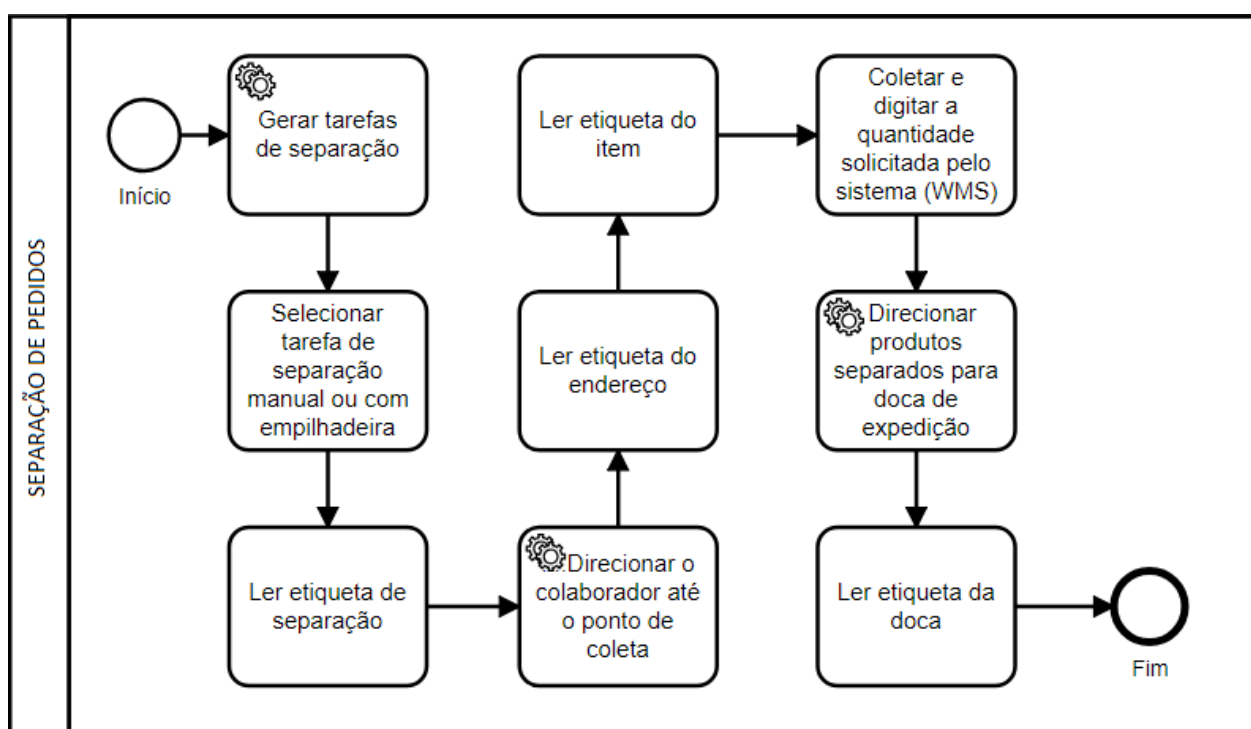 SEPARAÇÃO DE PEDIDOS
Início
Gerar tarefas
de separação
Selecionar
tarefa de
separação
manual ou com
empilhadeira
Ler etiqueta de
separação
Direcionar o
colaborador até
o ponto de
coleta
Ler etiqueta do
endereço
Ler etiqueta do
item
Coletar e
digitar a
quantidade
solicitada pelo
sistema (WMS)
Direcionar
produtos
separados para
doca de
expedição
Ler etiqueta da
doca
Fim